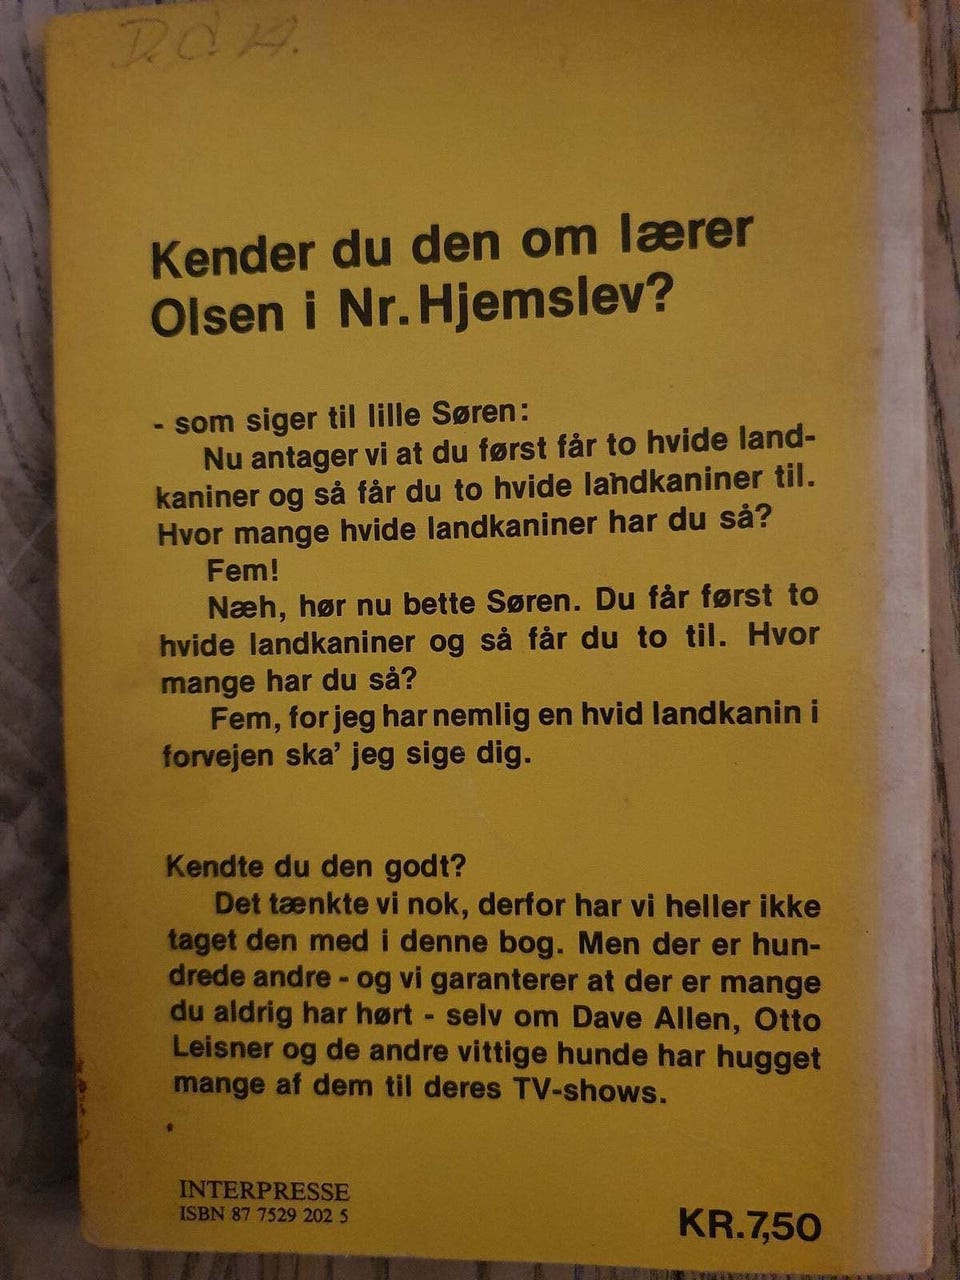 D.C.H.
Kender du den om lærer
Olsen i Nr. Hjemslev?
- som siger til lille Søren:
Nu antager vi at du først får to hvide land-
kaniner og så får du to hvide landkaniner til.
Hvor mange hvide landkaniner har du så?
Fem!
Næh, hør nu bette Søren. Du får først to
hvide landkaniner og så får du to til. Hvor
mange har du så?
Fem, for jeg har nemlig en hvid landkanin i
forvejen ska' jeg sige dig.
Kendte du den godt?
Det tænkte vi nok, derfor har vi heller ikke
taget den med i denne bog. Men der er hun-
drede andre - og vi garanterer at der er mange
du aldrig har hørt - selv om Dave Allen, Otto
Leisner og de andre vittige hunde har hugget
mange af dem til deres TV-shows.
INTERPRESSE
ISBN 87 7529 202 5
KR.7,50